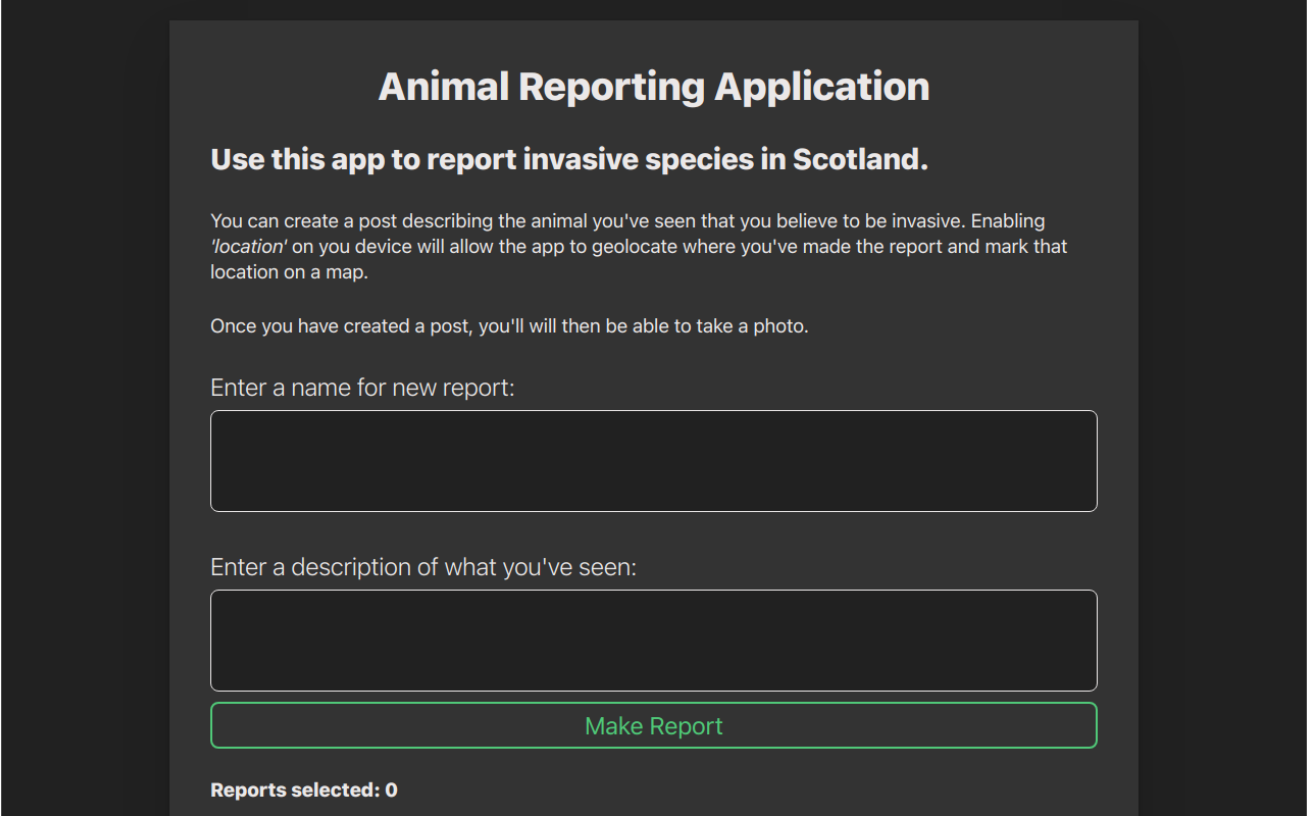 Animal Reporting Application
Use this app to report invasive species in Scotland.
You can create a post describing the animal you've seen that you believe to be invasive. Enabling
'location' on you device will allow the app to geolocate where you've made the report and mark that
location on a map.
Once you have created a post, you'll will then be able to take a photo.
Enter a name for new report:
Enter a description of what you've seen:
Make Report
Reports selected: 0